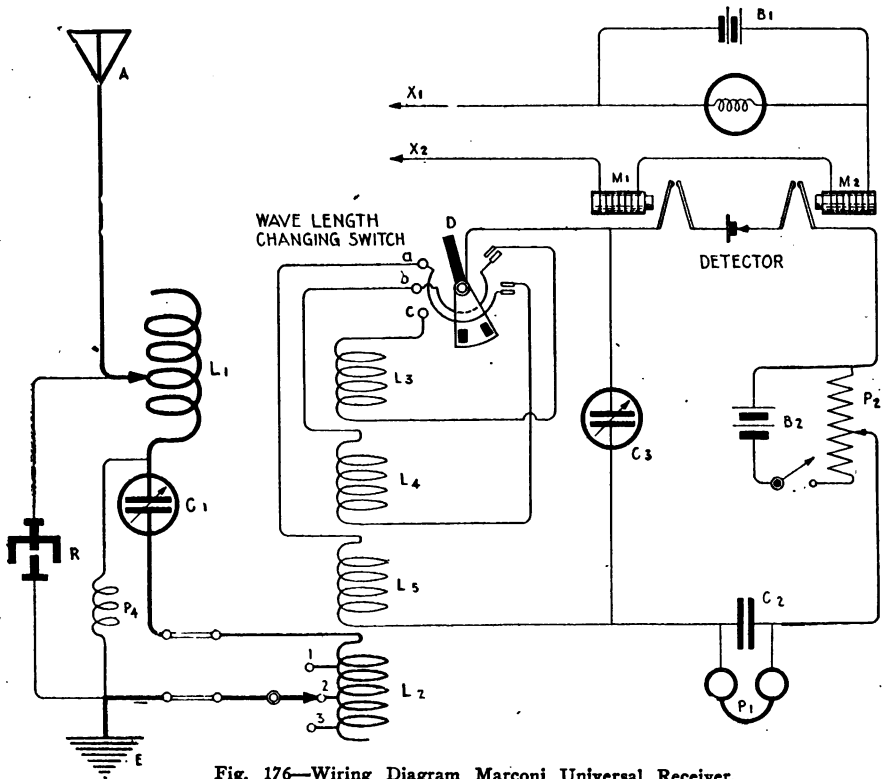 B1
A
X1
X2
M1
M2
WAVE LENGTH
CHANGING SWITCH
D
a
b
c
DETECTOR
L1
L3
P2
B2
C3
L4
C1
R
L5
P4
C2
1
2
3
L2
P1
E
Fig. 176—Wiring Diagram Marconi Universal Receiver